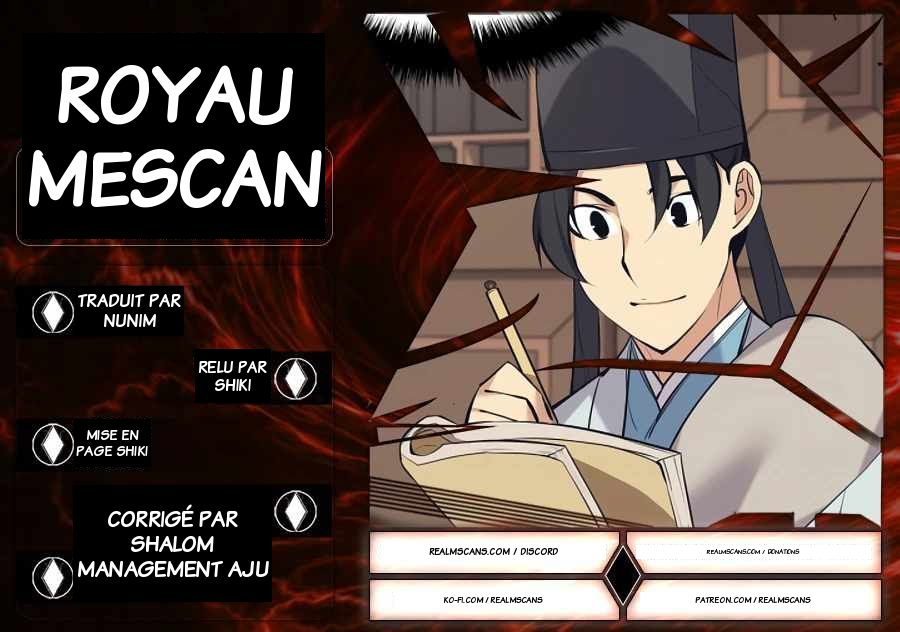 ROYAU
MESCAN
TRADUIT PAR
NUNIM
RELU PAR
SHIKI
MISE EN
PAGE SHIKI
CORRIGÉ PAR
SHALOM
MANAGEMENT AJU
REALMSCANS.COM / DISCORD
REALMSCANS.COM / DONATIONS
KO-FI.COM / REALMSCANS
PATREON.COM / REALMSCANS